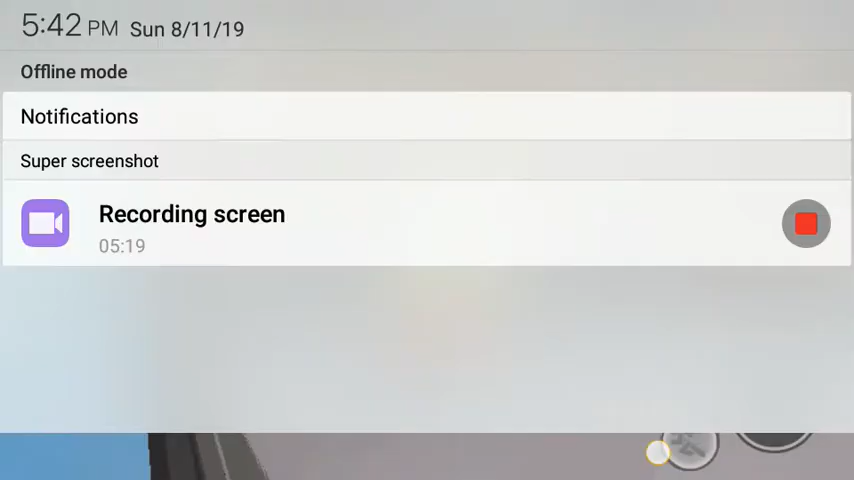 5:42 PM Sun 8/11/19
Offline mode
Notifications
Super screenshot
Recording screen
05:19